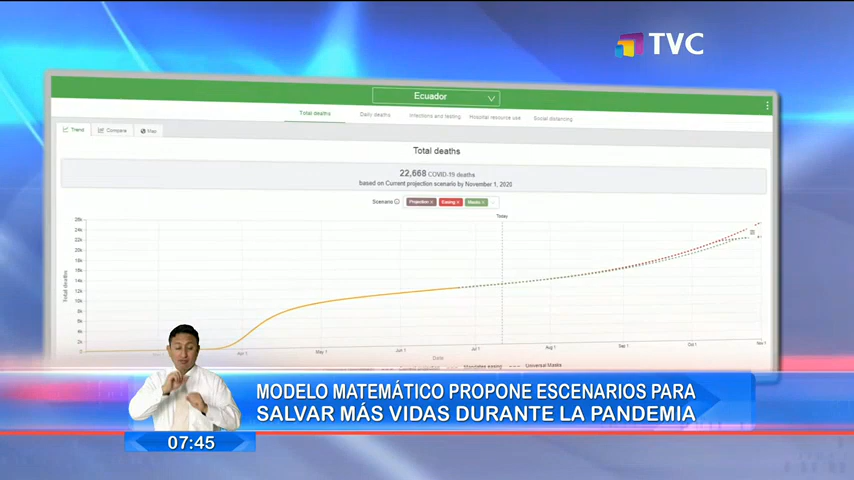 TVC
Ecuador
Total deaths
Daily deaths
Infections and testing
Hospital resource use
Social distancing
Trend
Compare
Map
Total deaths
22,668 COVID-19 deaths
based on Current projection scenario by November 1, 2020
Scenario
Projection ×
Easing ×
Masks ×
Today
26k
24k
22k
20k
18k
16k
14k
12k
10k
8k
6k
4k
2k
0
Total deaths
Apr 1
May 1
Jun 1
Jul 1
Aug 1
Sep 1
Oct 1
Nov 1
Date
Universal Masks
MODELO MATEMÁTICO PROPONE ESCENARIOS PARA
SALVAR MÁS VIDAS DURANTE LA PANDEMIA
07:45